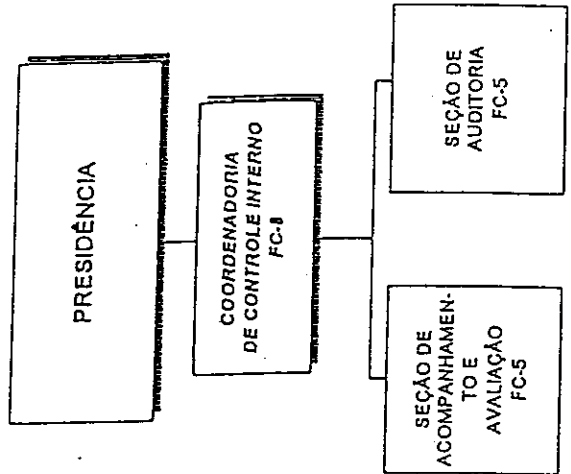 PRESIDÊNCIA
COORDENADORIA
DE CONTROLE INTERNO
FC-8
SEÇÃO DE
ACOMPANHAMEN-
TO E
AVALIAÇÃO
FC-5
SEÇÃO DE
AUDITORIA
FC-5